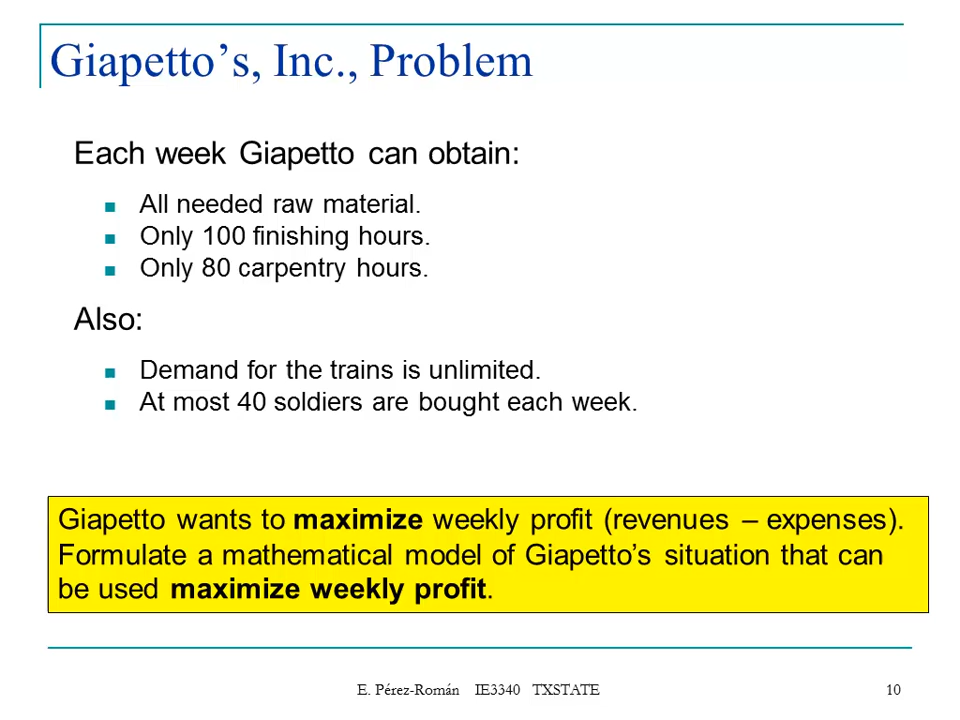 Giapetto’s, Inc., Problem
Each week Giapetto can obtain:
All needed raw material.
Only 100 finishing hours.
Only 80 carpentry hours.
Also:
Demand for the trains is unlimited.
At most 40 soldiers are bought each week.
Giapetto wants to maximize weekly profit (revenues – expenses).
Formulate a mathematical model of Giapetto’s situation that can
be used maximize weekly profit.
E. Pérez-Román IE3340 TXSTATE
10